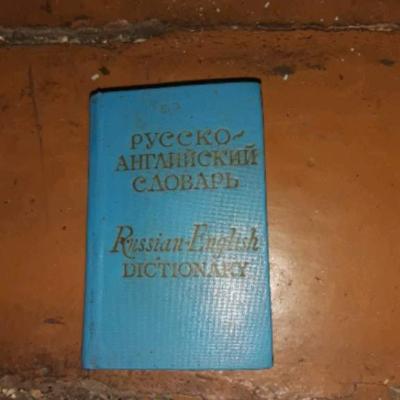 РУССКО-
АНГЛИЙСКИЙ
СЛОВАРЬ
Russian-English
DICTIONARY